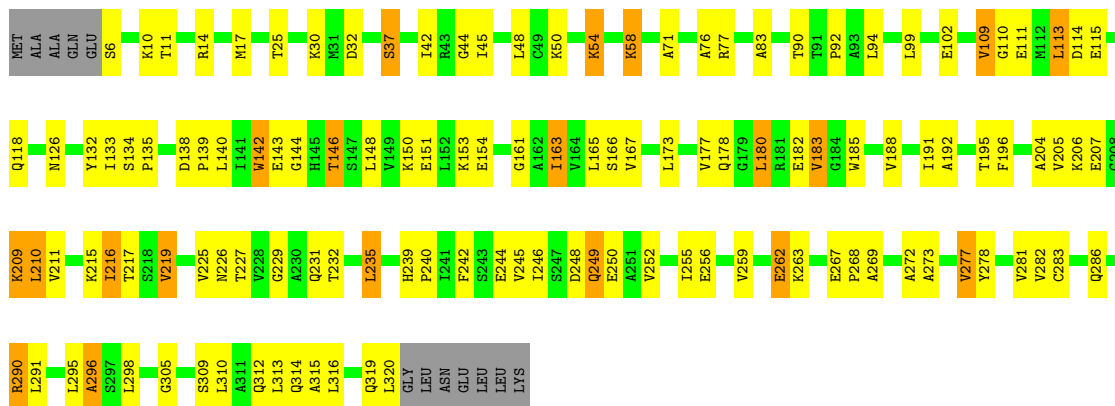 MET ALA ALA GLN GLU S6 K10 T11 R14 M17 T25 K30 M31 D32 S37 I42 R43 G44 I45 L48 C49 K50 K54 K58 A71 A76 R77 A83 T90 T91 P92 A93 L94 L99 E102 V109 G110 E111 M112 L113 D114 E115
Q118 N126 Y132 I133 S134 P135 D138 P139 L140 I141 W142 E143 G144 H145 T146 S147 L148 V149 K150 E151 L152 K153 E154 G161 A162 I163 V164 L165 S166 V167 L173 V177 Q178 G179 L180 R181 E182 V183 G184 W185 V188 I191 A192 T195 F196 A204 V205 K206 E207 G208
K209 L210 V211 K215 I216 T217 S218 V219 V225 N226 T227 V228 G229 A230 Q231 T232 L235 H239 P240 I241 F242 S243 E244 V245 I246 S247 D248 Q249 E250 A251 V252 I255 E256 V259 E262 K263 E267 P268 A269 A272 A273 V277 Y278 V281 V282 C283 Q286
R290 L291 L295 A296 S297 L298 G305 S309 L310 A311 Q312 L313 Q314 A315 L316 Q319 L320 GLY LEU ASN GLU LEU LEU LYS